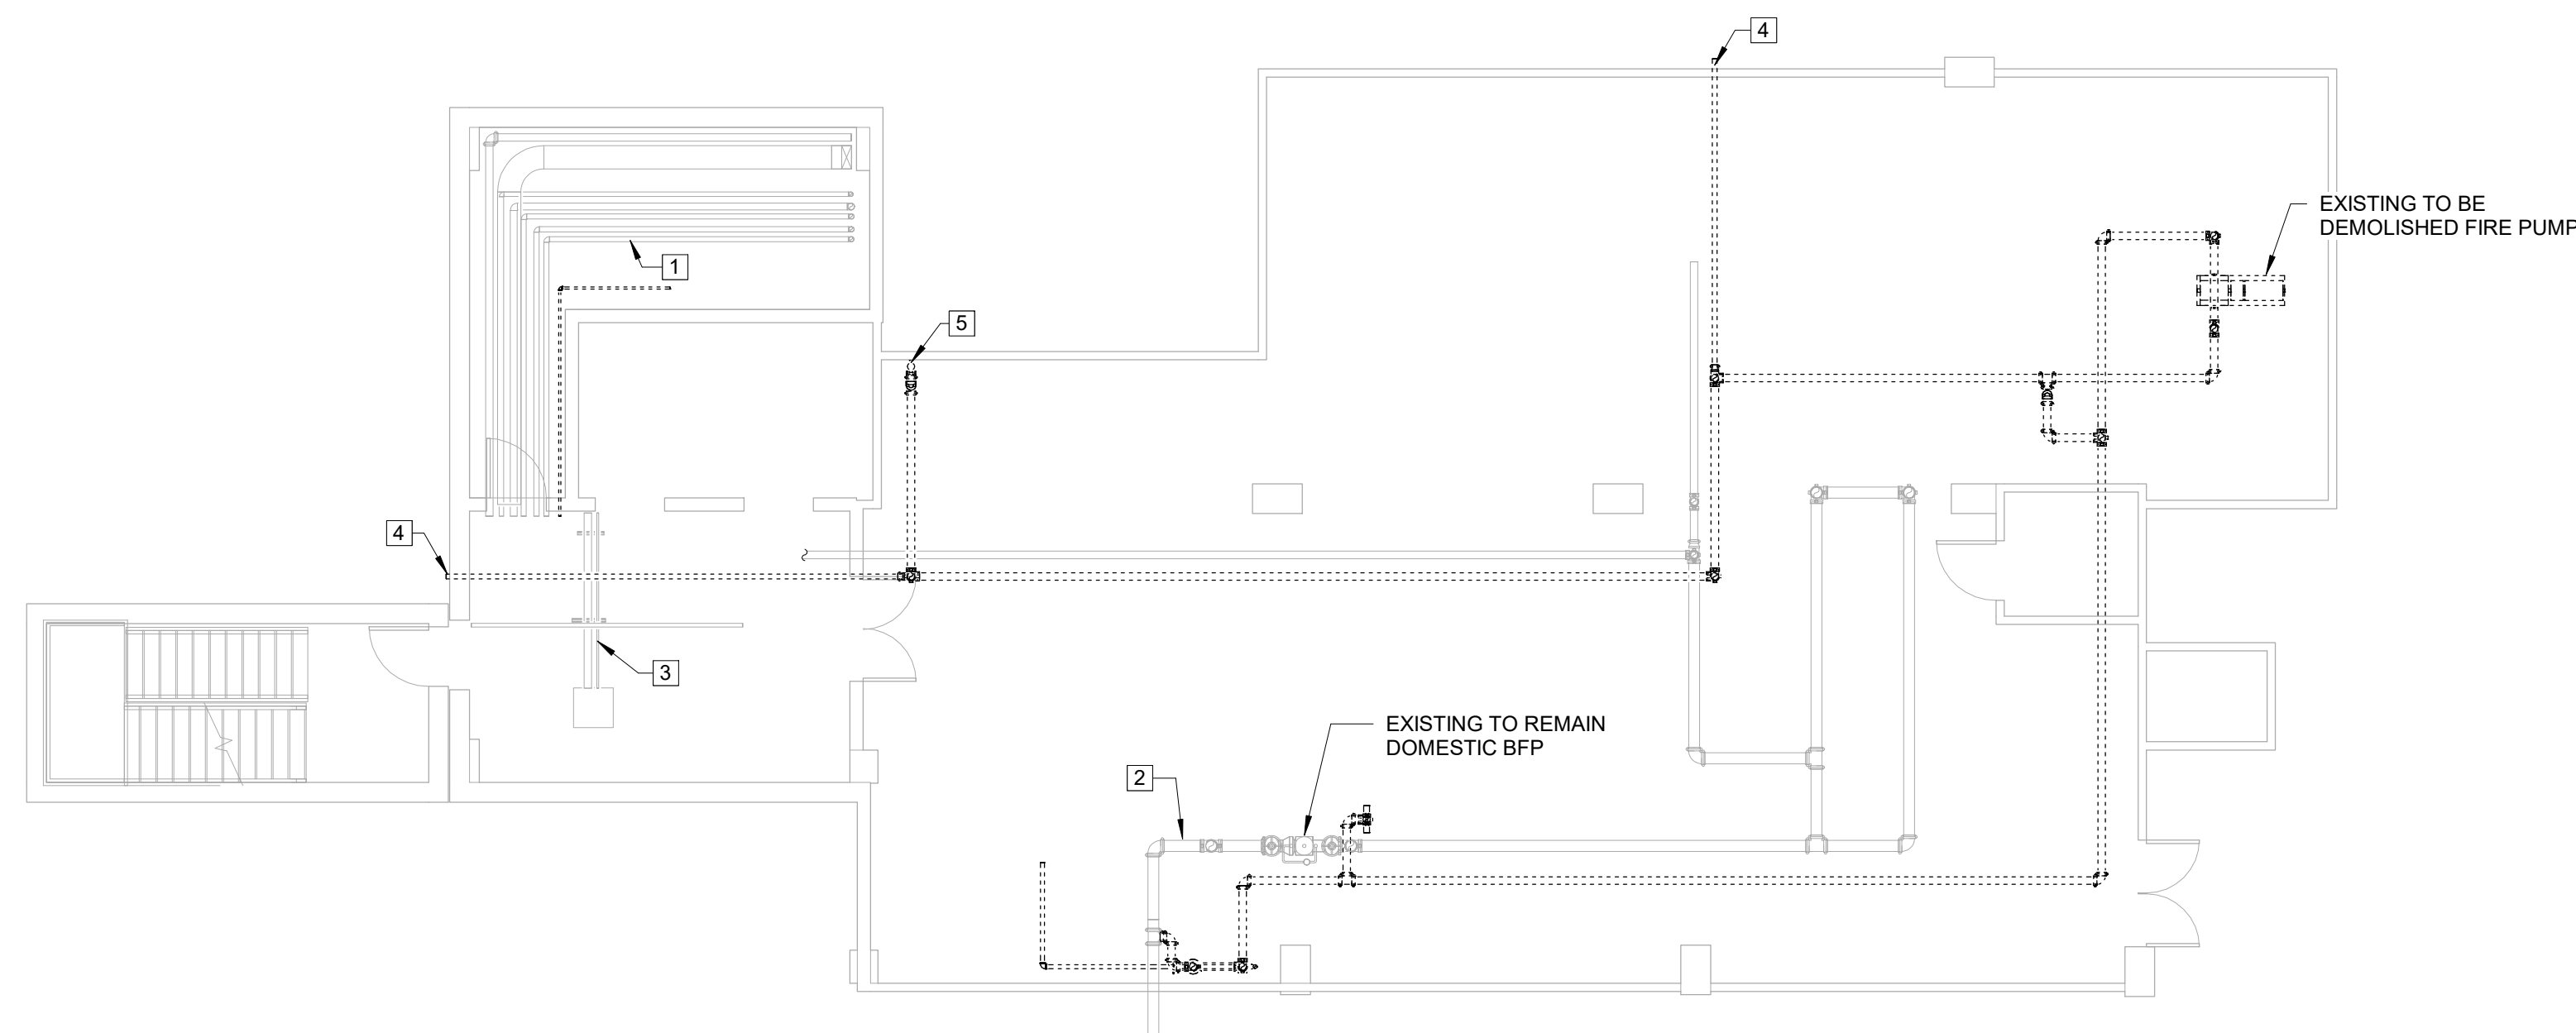 4
EXISTING TO BE
DEMOLISHED FIRE PUMP
1
5
4
3
EXISTING TO REMAIN
DOMESTIC BFP
2